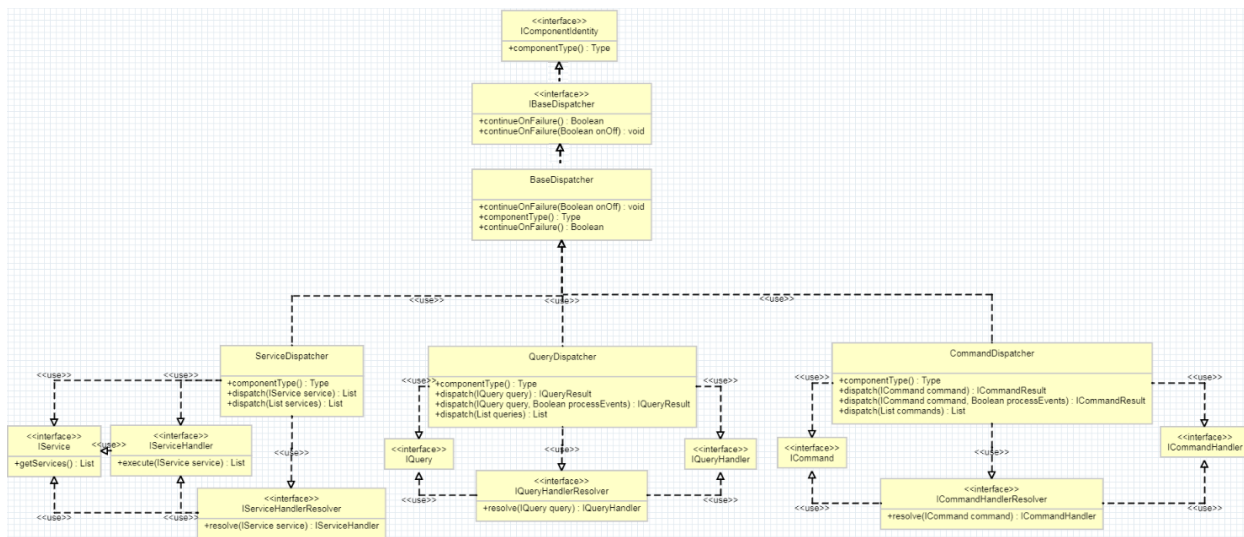 <<interface>>
IComponentIdentity
+componentType() : Type
<<interface>>
IBaseDispatcher
+continueOnFailure() : Boolean
+continueOnFailure(Boolean onOff) : void
BaseDispatcher
+continueOnFailure(Boolean onOff) : void
+componentType() : Type
+continueOnFailure() : Boolean
<<use>>
<<use>>
<<use>>
ServiceDispatcher
+componentType() : Type
+dispatch(IService service) : List
+dispatch(List services) : List
QueryDispatcher
+componentType() : Type
+dispatch(IQuery query) : IQueryResult
+dispatch(IQuery query, Boolean processEvents) : IQueryResult
+dispatch(List queries) : List
CommandDispatcher
+componentType() : Type
+dispatch(ICommand command) : ICommandResult
+dispatch(ICommand command, Boolean processEvents) : ICommandResult
+dispatch(List commands) : List
<<use>>
<<use>>
<<use>>
<<use>>
<<use>>
<<use>>
<<interface>>
IService
+getServices() : List
<<use>>
<<interface>>
IServiceHandler
+execute(IService service) : List
<<use>>
<<interface>>
IQuery
<<use>>
<<interface>>
IQueryHandler
<<interface>>
ICommand
<<use>>
<<interface>>
ICommandHandler
<<use>>
<<use>>
<<interface>>
IServiceHandlerResolver
+resolve(IService service) : IServiceHandler
<<use>>
<<interface>>
IQueryHandlerResolver
+resolve(IQuery query) : IQueryHandler
<<use>>
<<use>>
<<interface>>
ICommandHandlerResolver
+resolve(ICommand command) : ICommandHandler
<<use>>